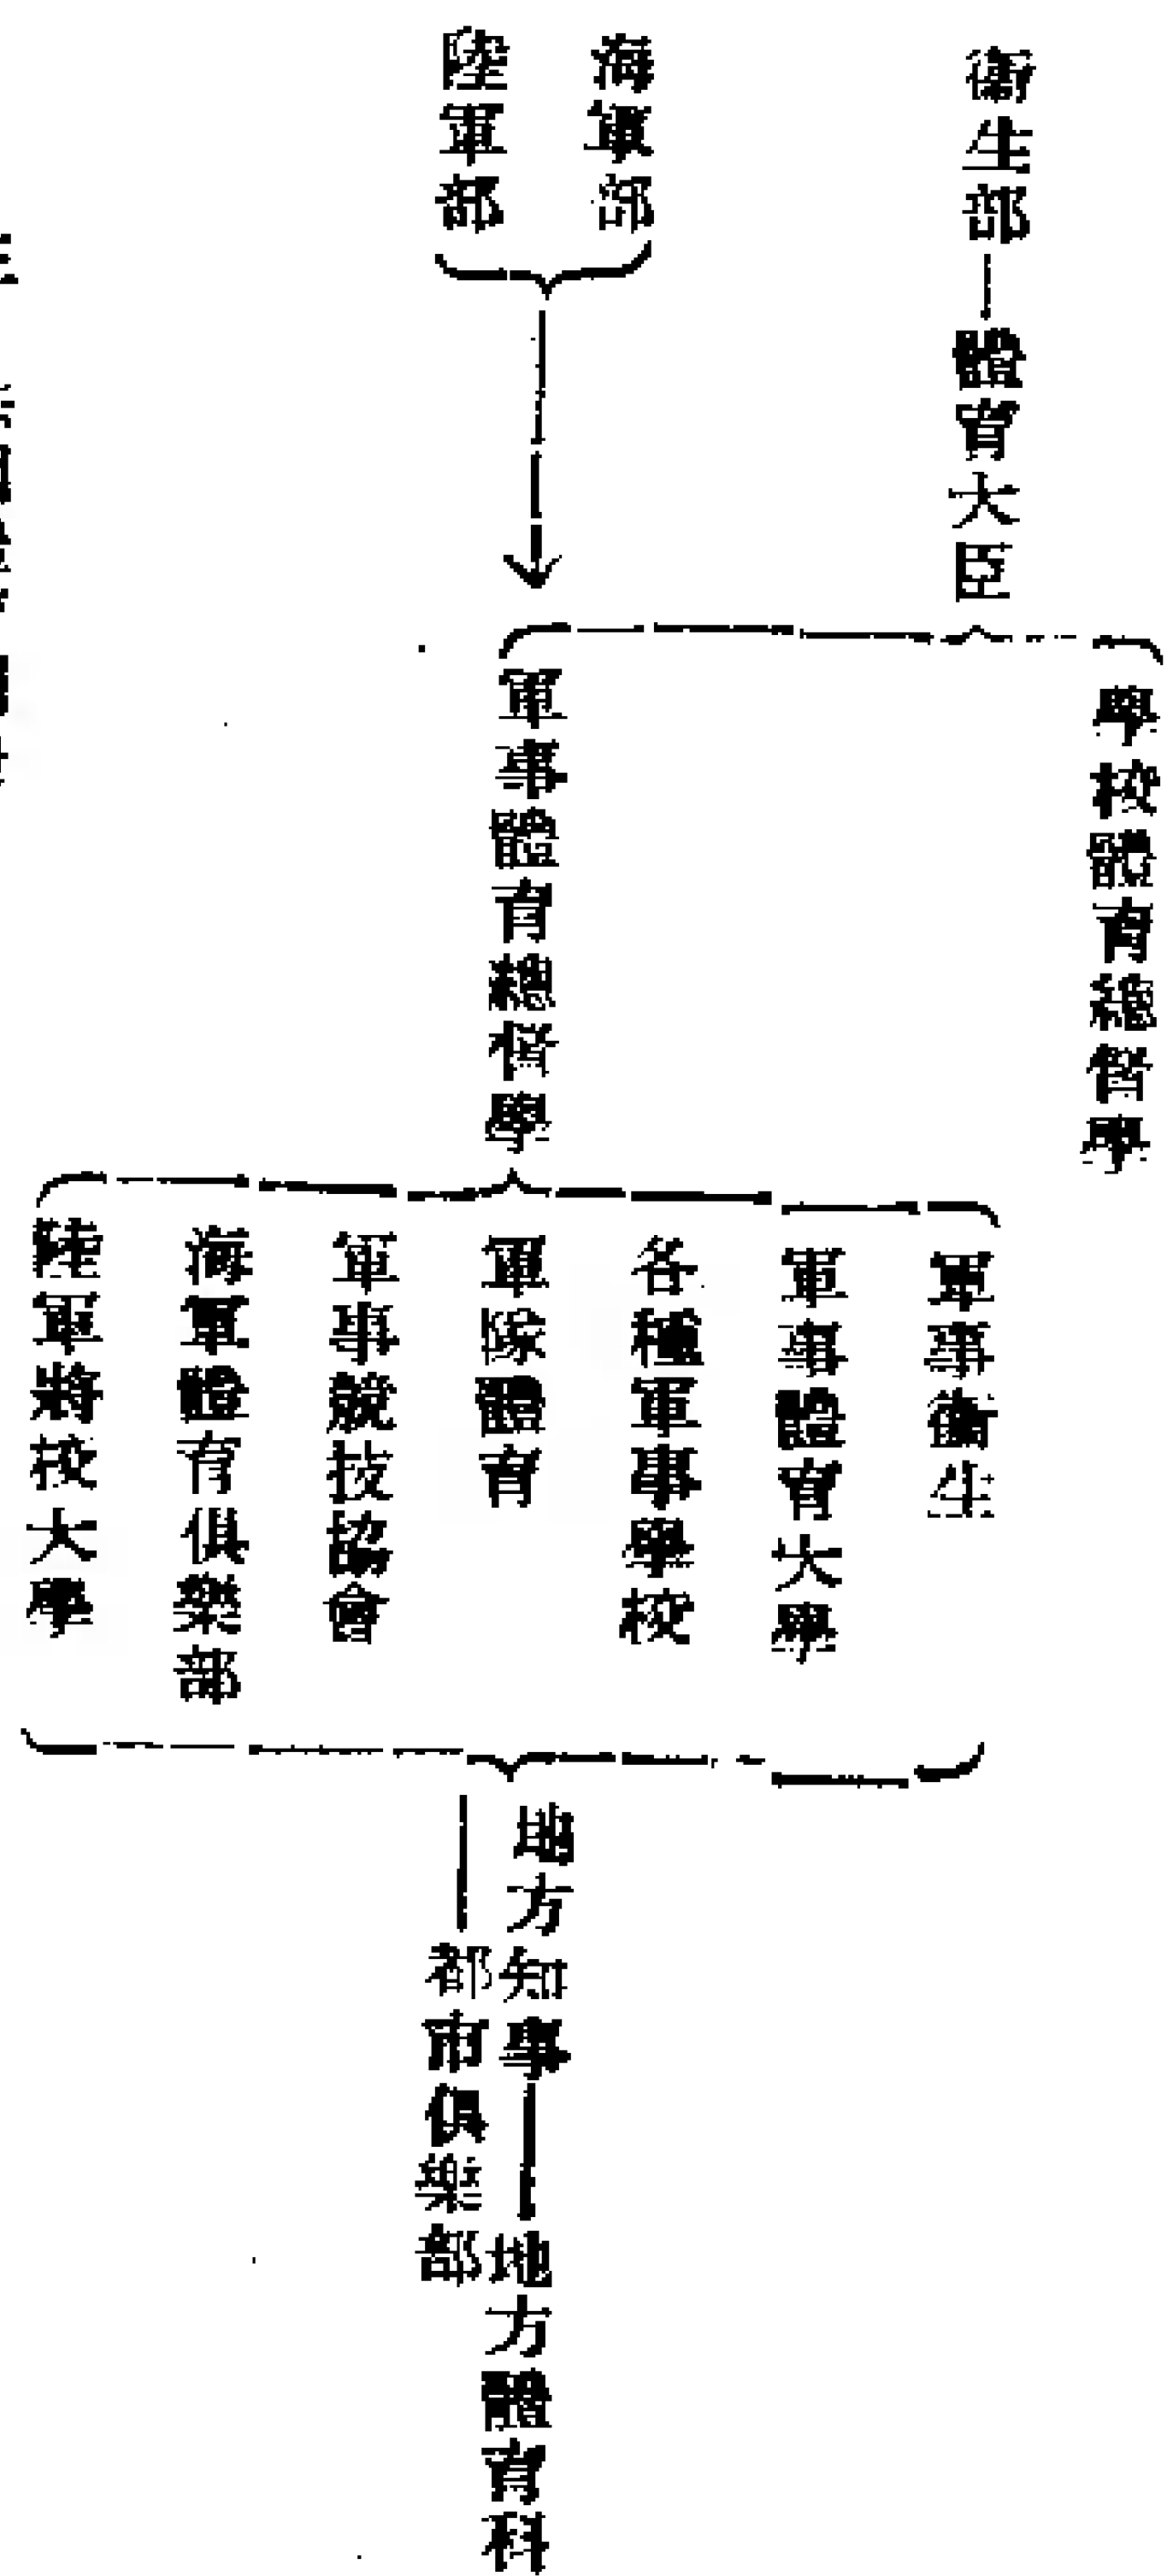 衞生部—體育大臣
學校體育總督學
海軍部
陸軍部
軍事體育總督學
軍事衞生
軍事體育大學
各種軍事學校
軍隊體育
軍事競技協會
海軍體育俱樂部
陸軍將校大學
地方知事——地方體育科
都市俱樂部